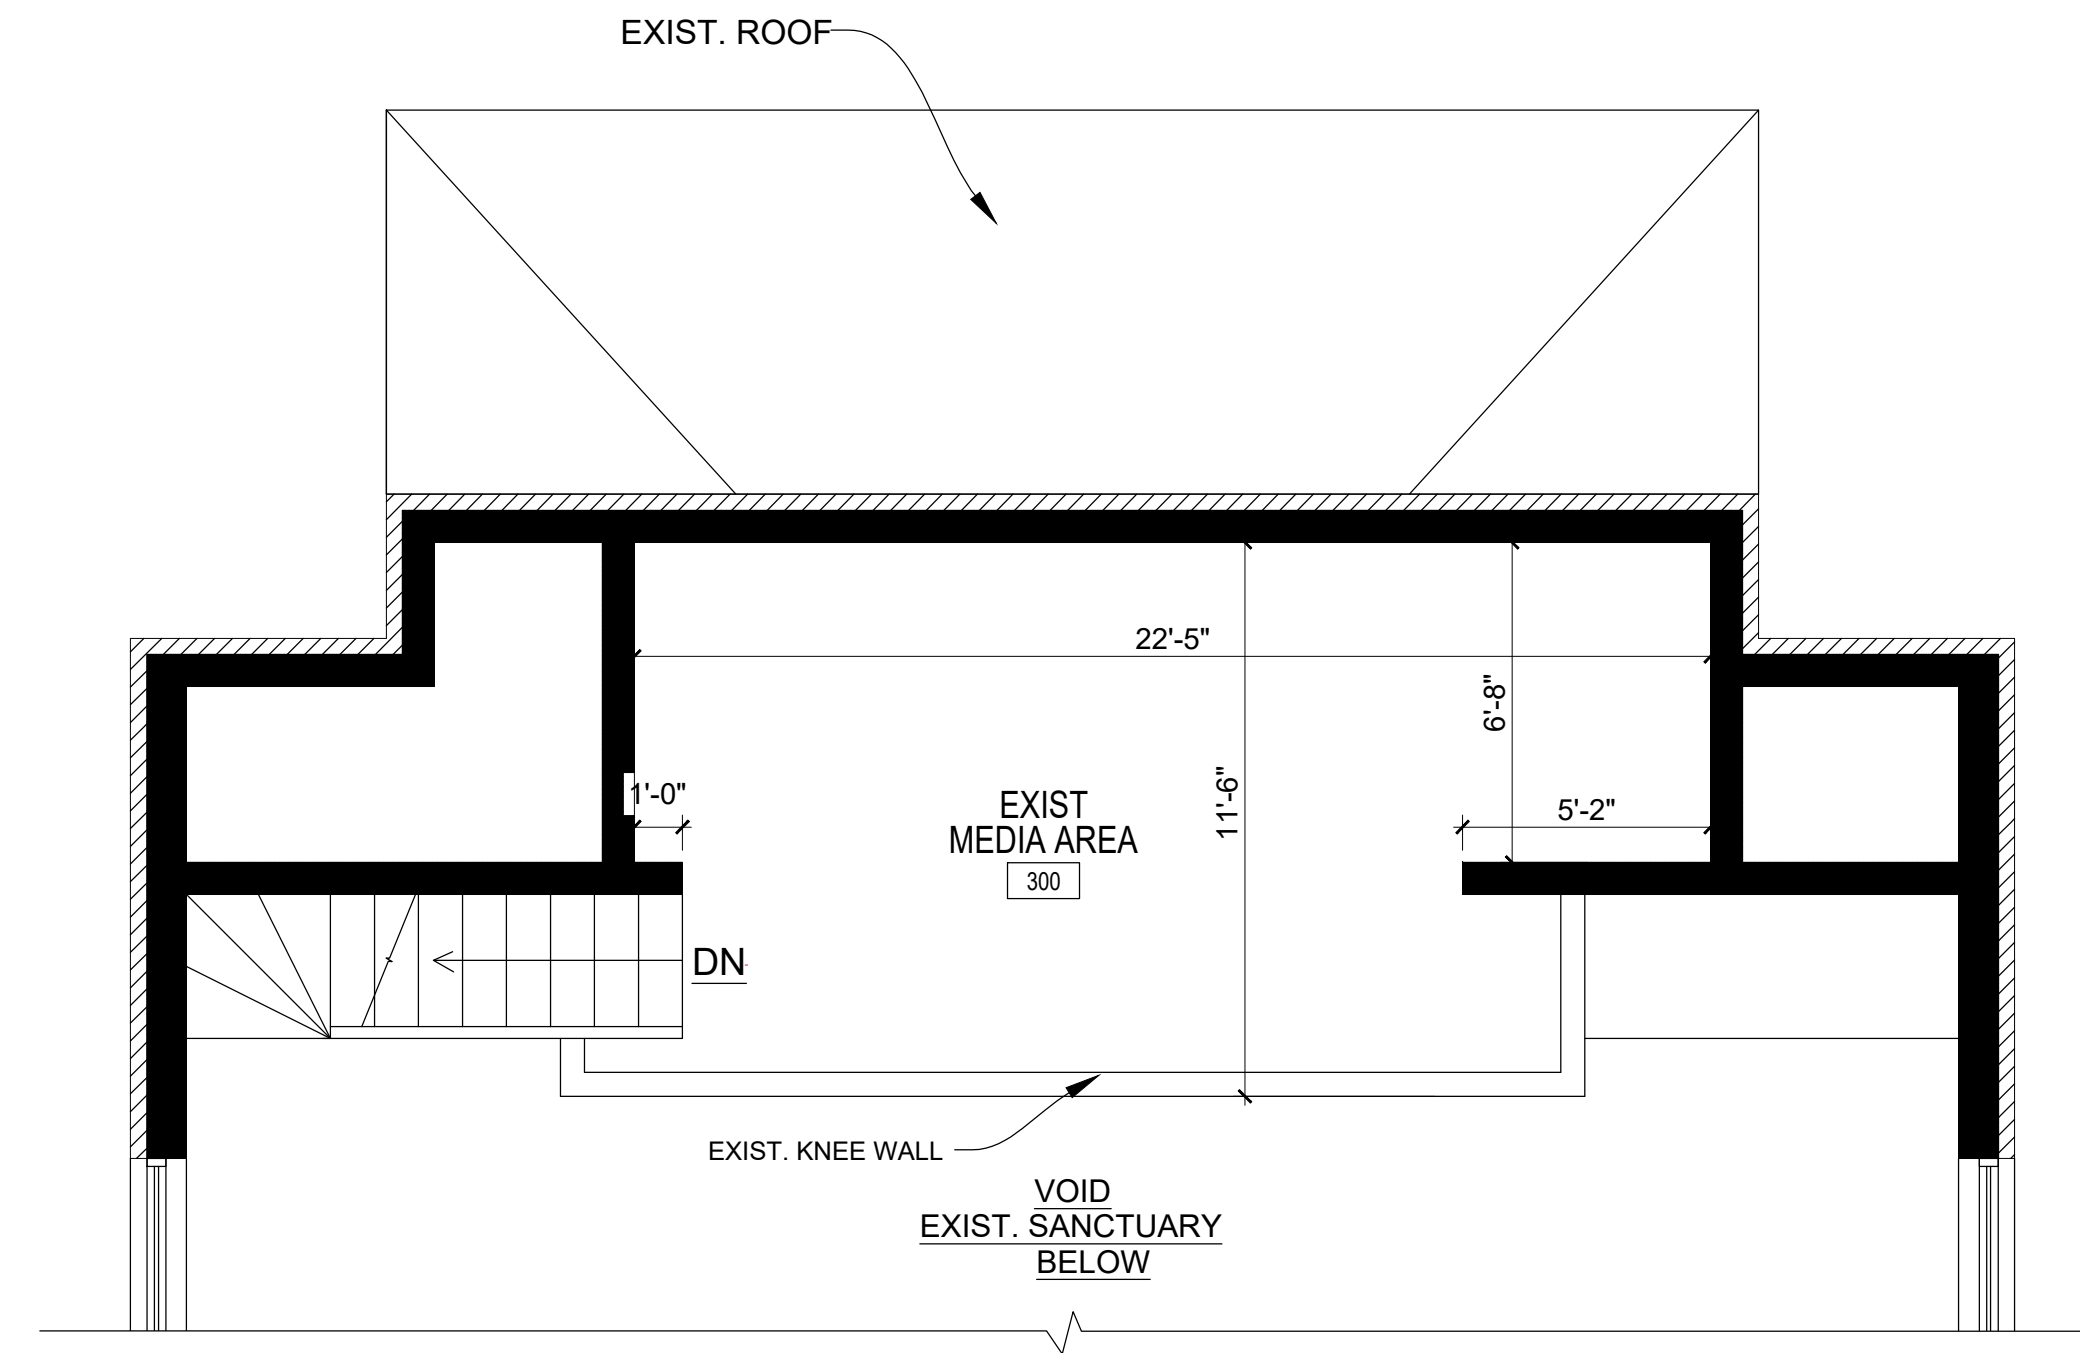 EXIST. ROOF
22'-5"
6'-8"
11'-6"
1'-0"
5'-2"
EXIST
MEDIA AREA
300
DN
EXIST. KNEE WALL
VOID
EXIST. SANCTUARY
BELOW